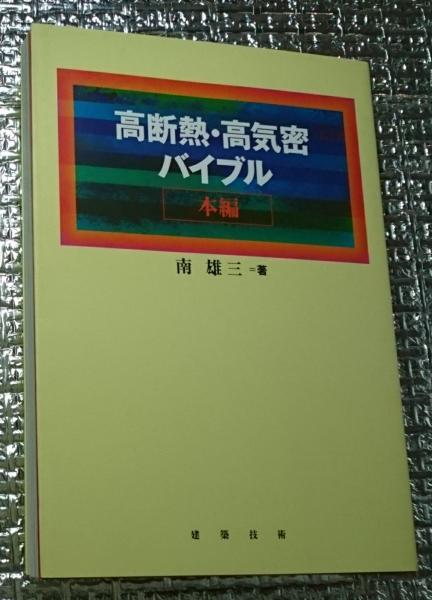 高断熱・高気密
バイブル
本編
南 雄三=著
建築技術